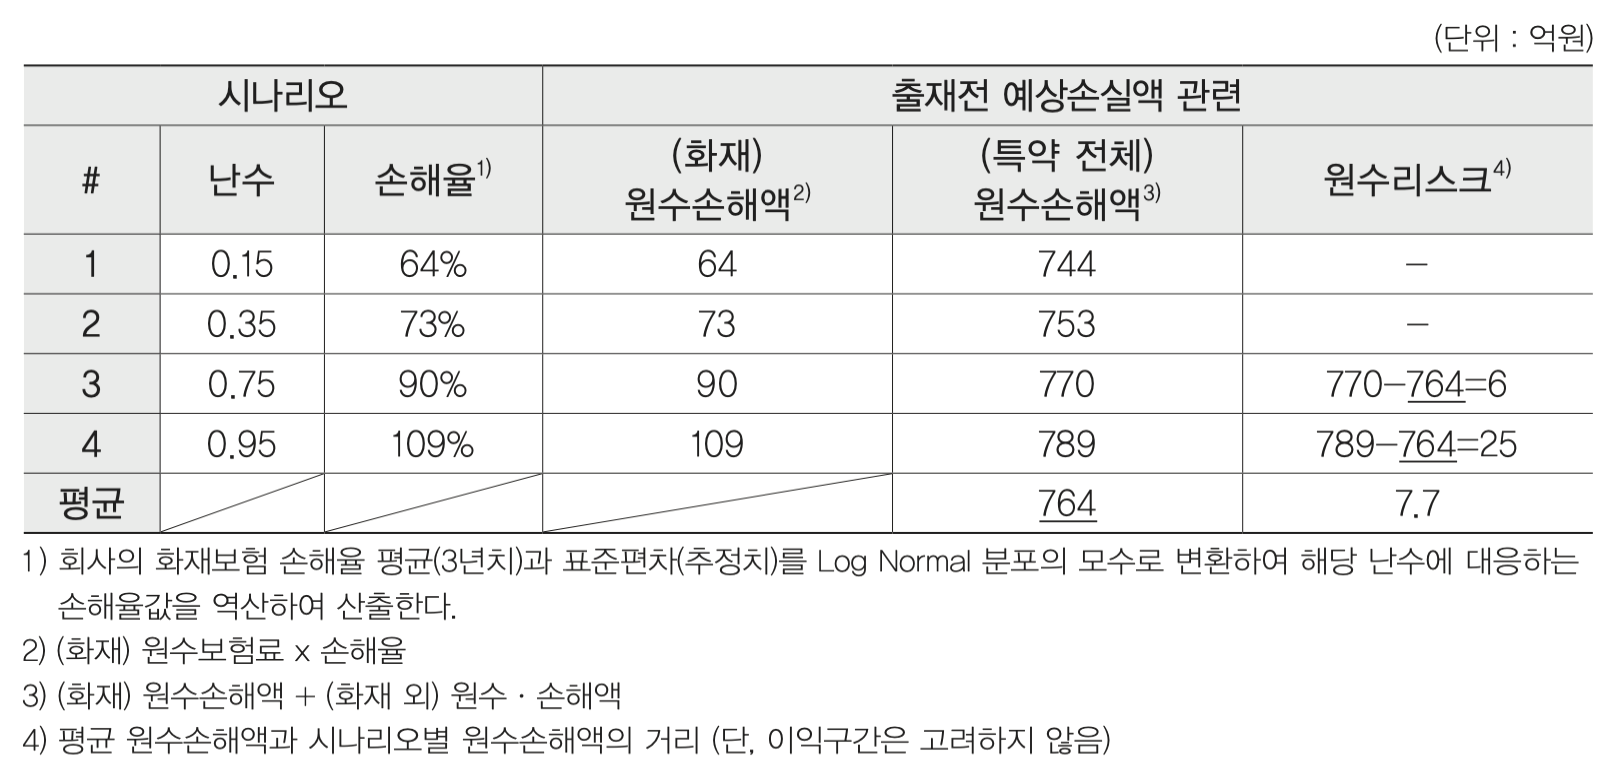 (단위 : 억원)
시나리오 출재전 예상손실액 관련
# 난수 손해율1) (화재) 원수손해액2) (특약 전체) 원수손해액3) 원수리스크4)
1 0.15 64% 64 744 –
2 0.35 73% 73 753 –
3 0.75 90% 90 770 770–764=6
4 0.95 109% 109 789 789–764=25
평균 764 7.7
1) 회사의 화재보험 손해율 평균(3년치)과 표준편차(추정치)를 Log Normal 분포의 모수로 변환하여 해당 난수에 대응하는
손해율값을 역산하여 산출한다.
2) (화재) 원수보험료 x 손해율
3) (화재) 원수손해액 + (화재 외) 원수 · 손해액
4) 평균 원수손해액과 시나리오별 원수손해액의 거리 (단, 이익구간은 고려하지 않음)